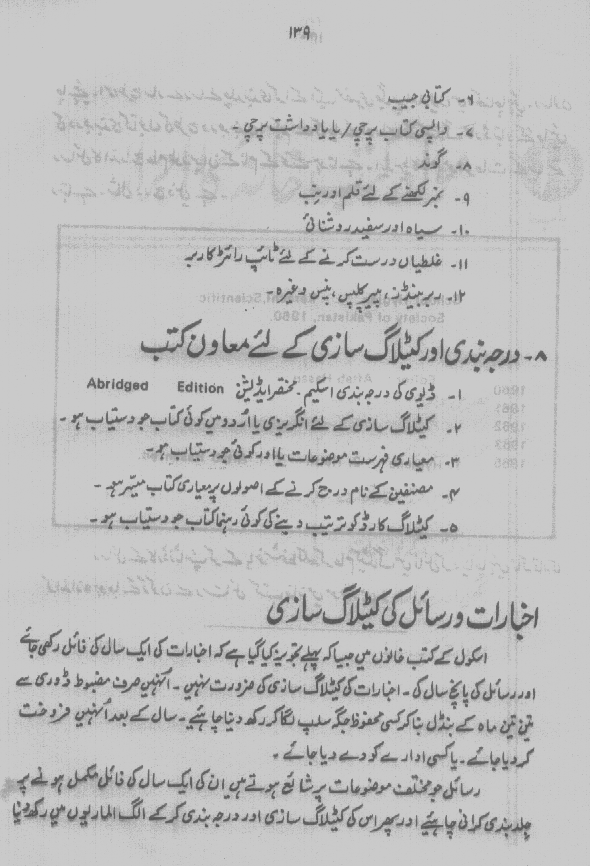 ۱۳۹
۶۔ کتابی جیب
۷۔ واپسی کتاب پرچی / یا یادداشت پرچی۔
۸۔ گوند
۹۔ نمبر لکھنے کے لئے قلم اور نب
۱۰۔ سیاہ اور سفید روشنائی
۱۱۔ غلطیاں درست کرنے کے لئے ٹائپ رائٹر کا ربر
۱۲۔ ربر بینڈز، پیپر کلپس، پنیں وغیرہ۔
۸۔ درجہ بندی اور کیٹلاگ سازی کے لئے معاون کتب
۱۔ ڈیوی کی درجہ بندی اسکیم۔ مختصر ایڈیشن Abridged Edition
۲۔ کیٹلاگ سازی کے لئے انگریزی یا اُردو میں کوئی کتاب جو دستیاب ہو۔
۳۔ معیاری فہرست موضوعات یا اور کوئی جو دستیاب ہو۔
۴۔ مصنفین کے نام درج کرنے کے اصولوں پر معیاری کتاب میسر ہو۔
۵۔ کیٹلاگ کارڈ کو ترتیب دینے کی کوئی رہنما کتاب جو دستیاب ہو۔
اخبارات و رسائل کی کیٹلاگ سازی
اسکول کے کتب خانوں میں جیسا کہ پہلے تجویز کیا گیا ہے کہ اخبارات کی ایک سال کی فائل رکھی جائے
اور رسائل کی پانچ سال کی۔ اخبارات کی کیٹلاگ سازی کی ضرورت نہیں۔ اُنہیں صرف مضبوط ڈوری سے
تین تین ماہ کے بنڈل بنا کر کسی محفوظ جگہ سلپ لگا کر رکھ دینا چاہئیے۔ سال کے بعد اُنہیں فروخت
کر دیا جائے۔ یا کسی ادارے کو دے دیا جائے۔
رسائل جو مختلف موضوعات پر شائع ہوتے ہیں ان کی ایک سال کی فائل مکمل ہونے پر
جلد بندی کرانی چاہئیے اور پھر اس کی کیٹلاگ سازی اور درجہ بندی کر کے الگ الماریوں میں رکھ دینا